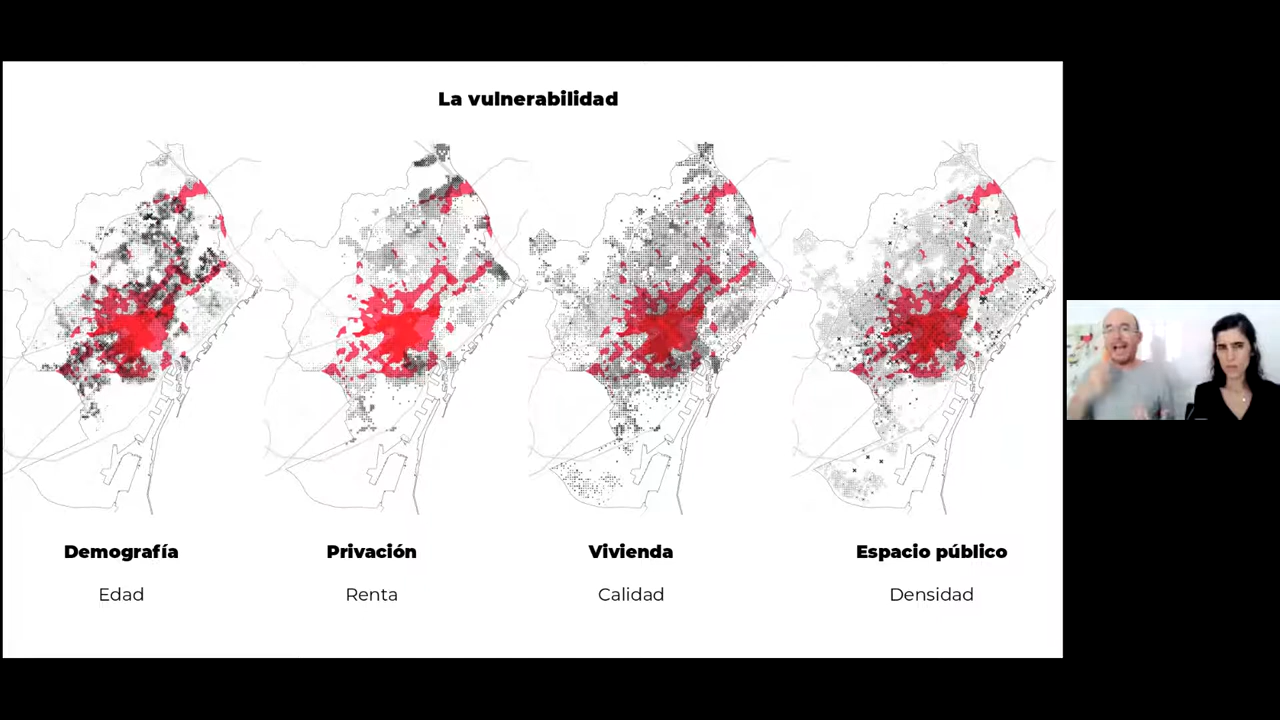 La vulnerabilidad
Demografía
Privación
Vivienda
Espacio público
Edad
Renta
Calidad
Densidad